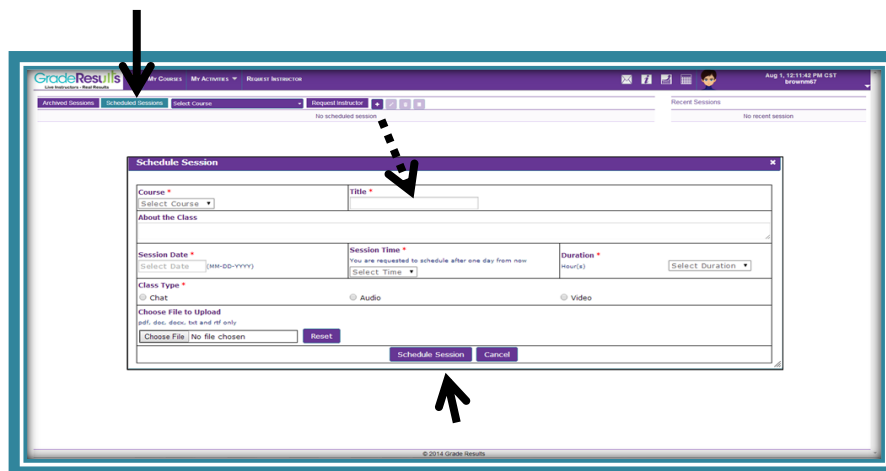 GradeResults
Live Instructors - Real Results
My Courses My Activities Request Instructor
Aug 1, 12:11:42 PM CST
brownm67
Archived Sessions Scheduled Sessions Select Course Request Instructor +
Recent Sessions
No scheduled session
No recent session
Schedule Session
Course * Title *
Select Course
About the Class
Session Date * Session Time * Duration *
You are requested to schedule after one day from now
Select Date (MM-DD-YYYY) Select Time Hour(s) Select Duration
Class Type *
Chat Audio Video
Choose File to Upload
pdf, doc, docx, txt and rtf only
Choose File No file chosen Reset
Schedule Session Cancel
© 2014 Grade Results